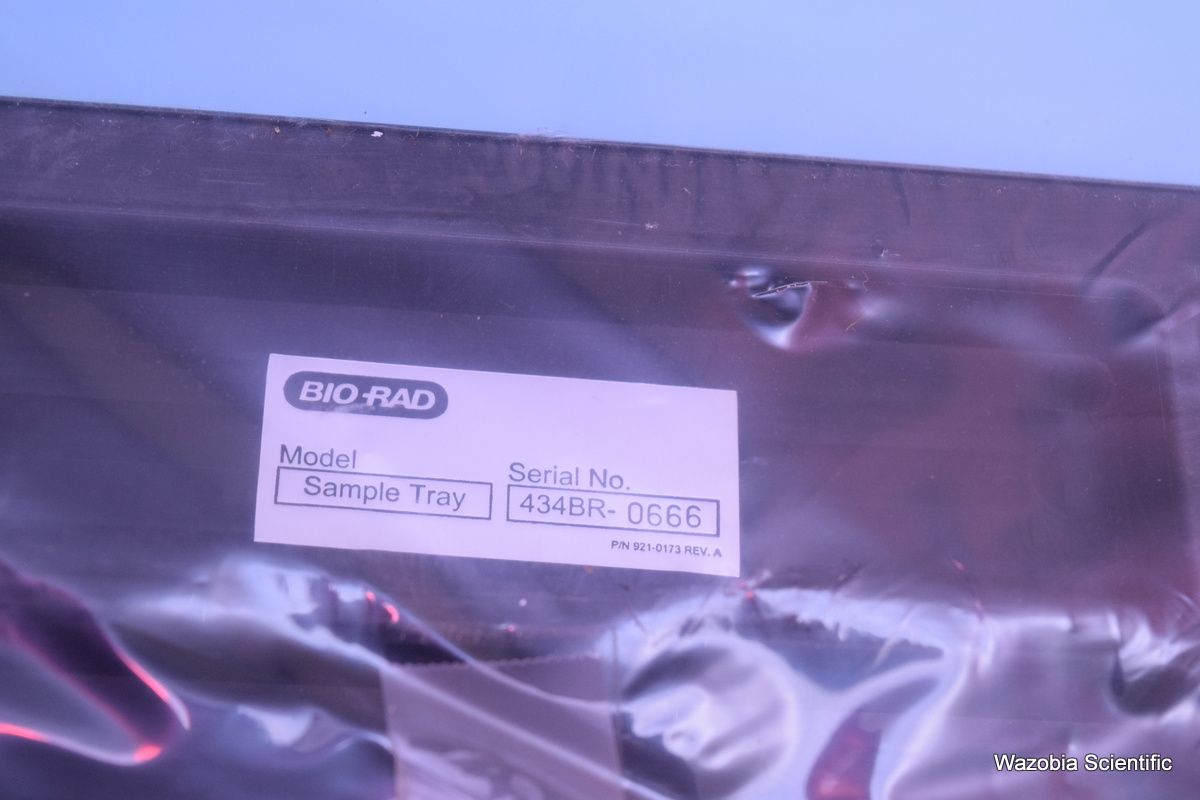 BIO-RAD
Model
Sample Tray
Serial No.
434BR- 0666
P/N 921-0173 REV. A
Wazobia Scientific